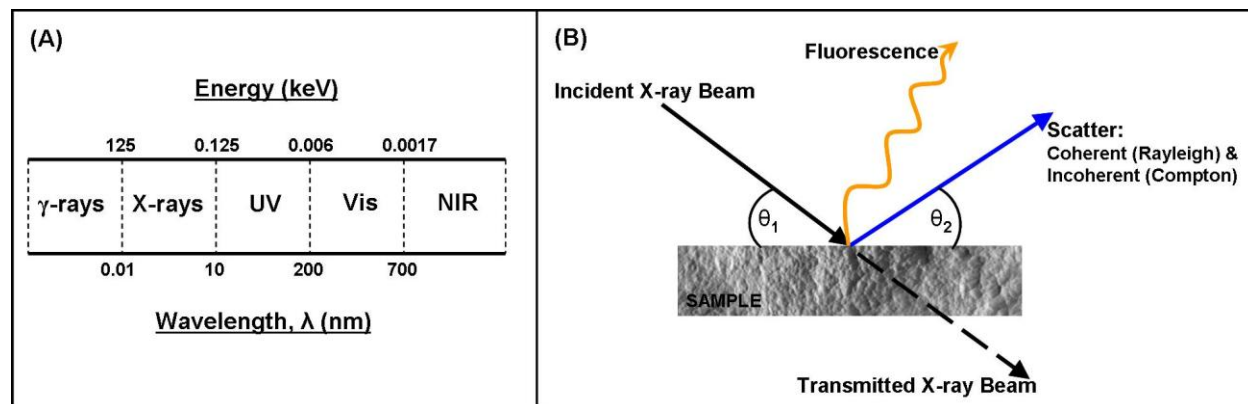 (A)
Energy (keV)
125 0.125 0.006 0.0017
γ-rays X-rays UV Vis NIR
0.01 10 200 700
Wavelength, λ (nm)
(B)
Fluorescence
Incident X-ray Beam
Scatter:
Coherent (Rayleigh) &
Incoherent (Compton)
θ1 θ2
SAMPLE
Transmitted X-ray Beam